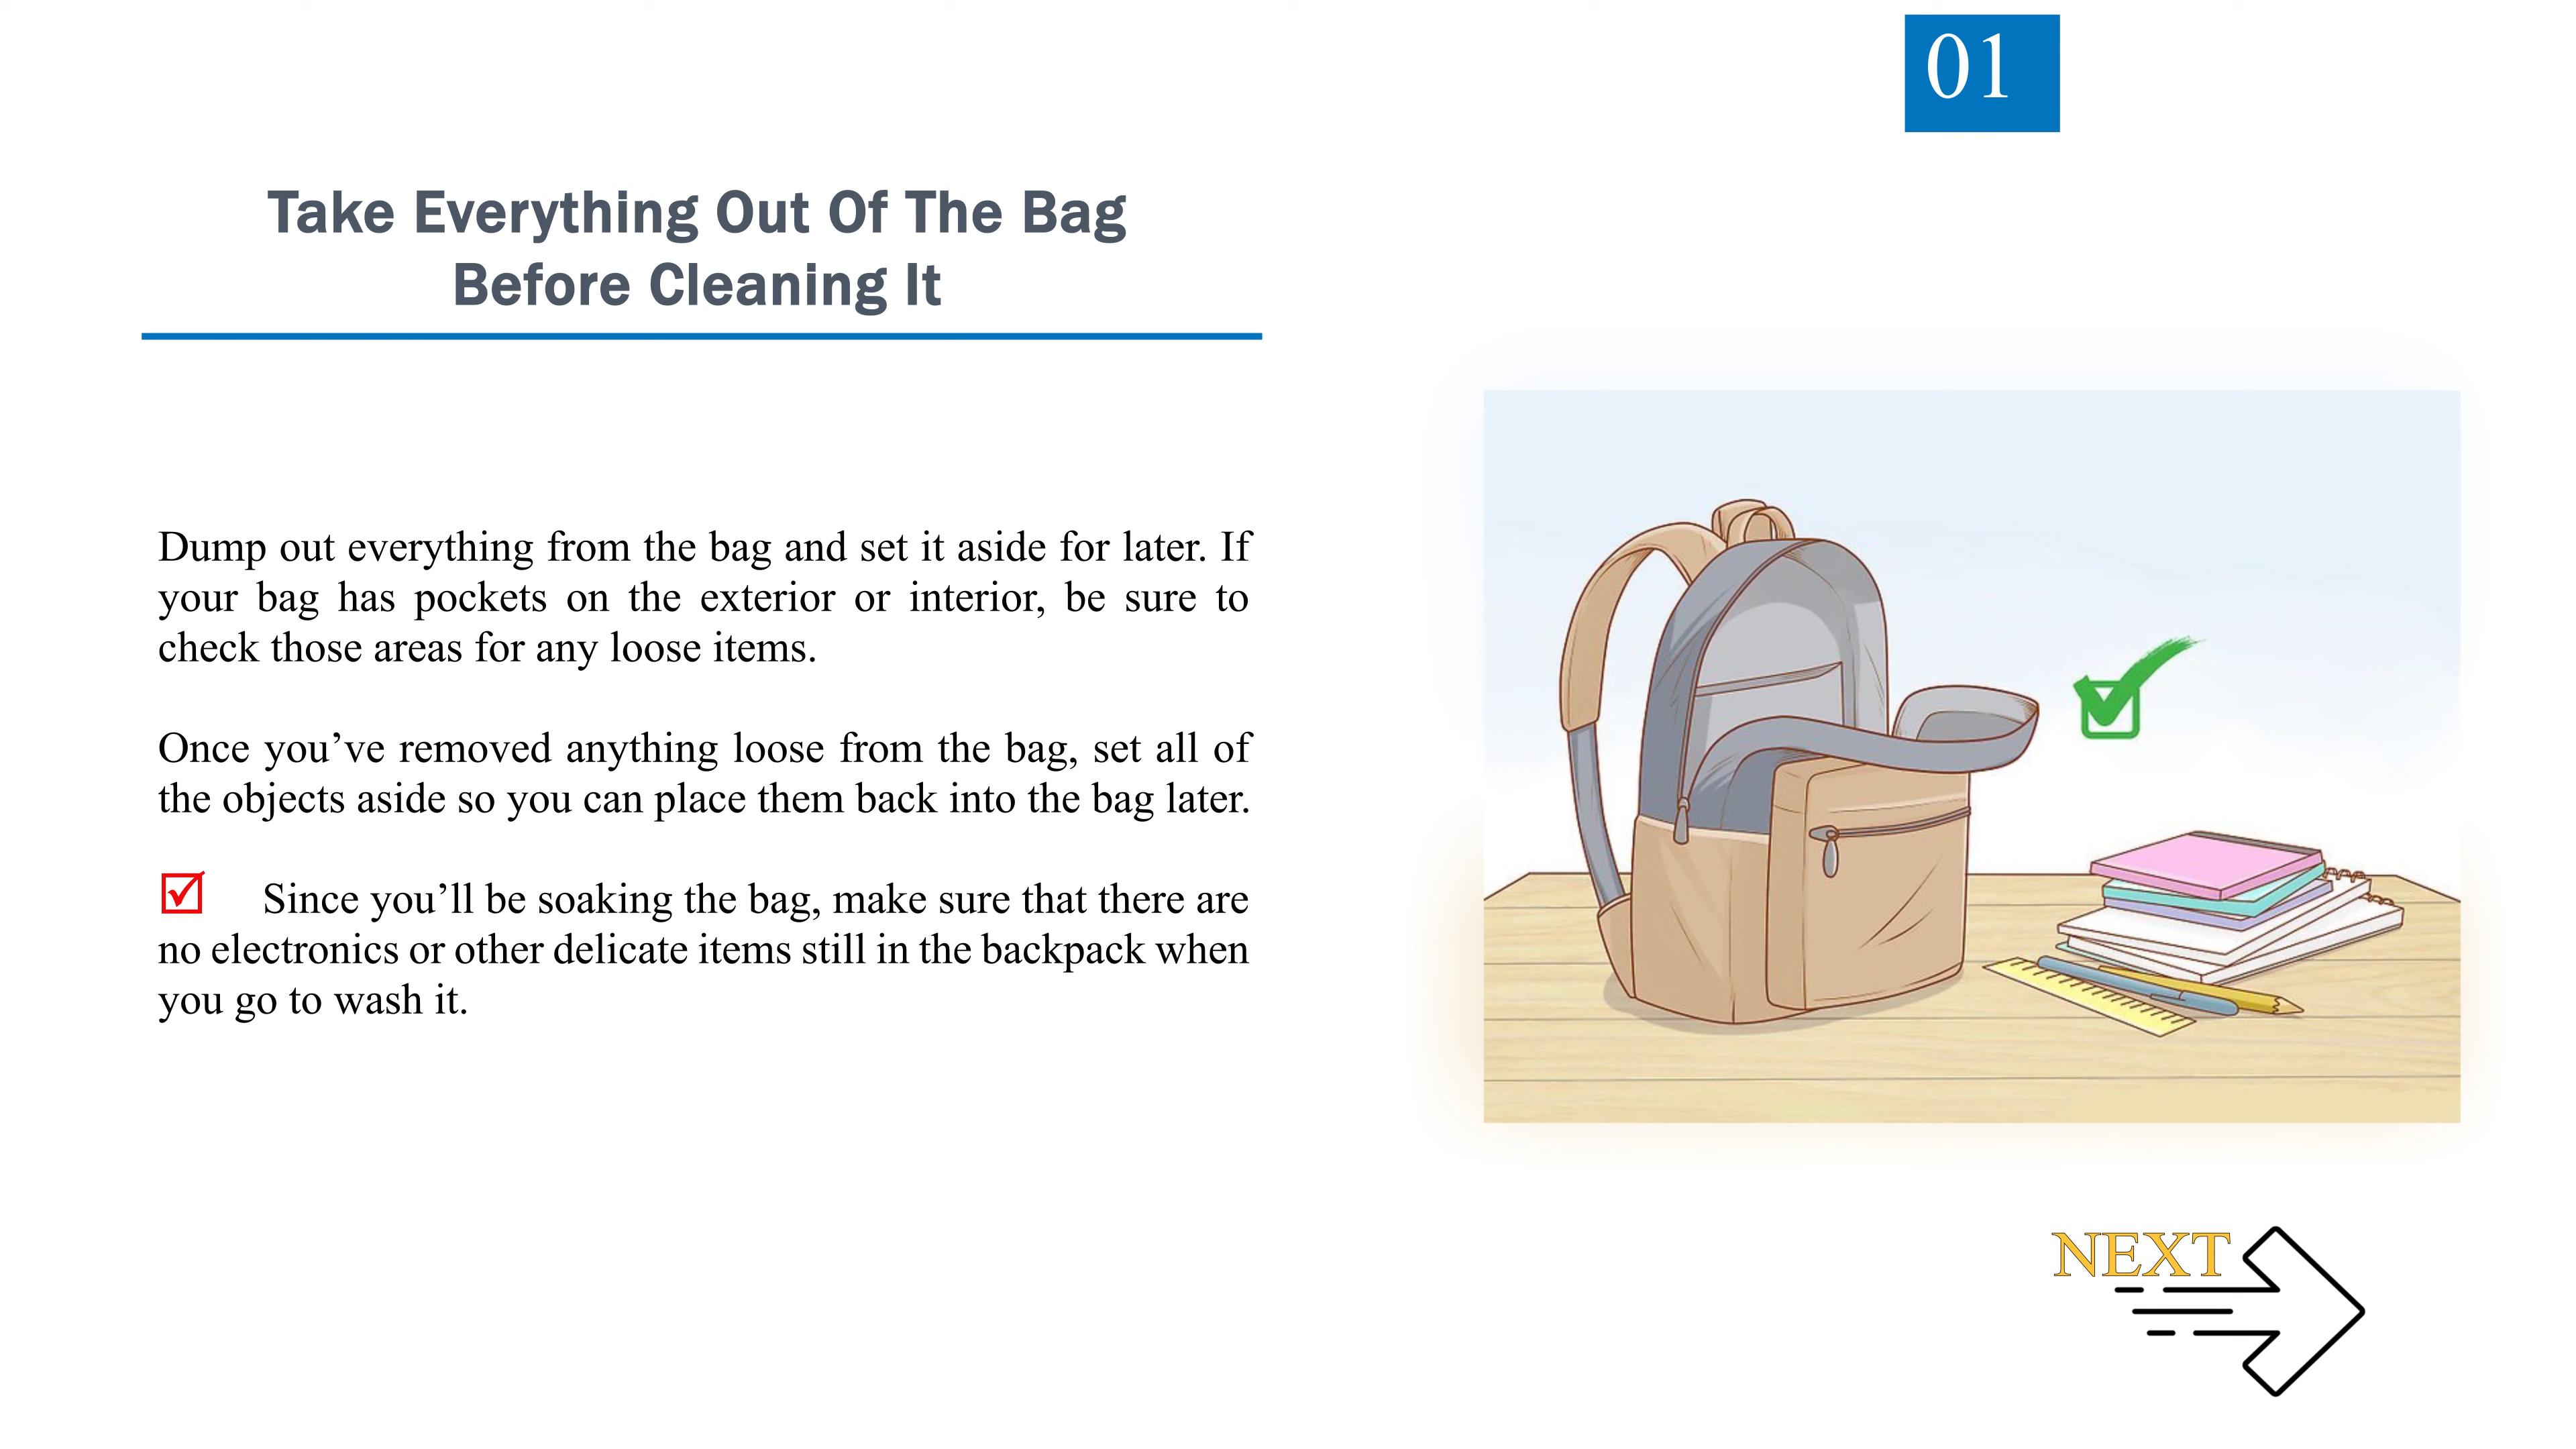 01
Take Everything Out Of The Bag
Before Cleaning It
Dump out everything from the bag and set it aside for later. If
your bag has pockets on the exterior or interior, be sure to
check those areas for any loose items.
Once you’ve removed anything loose from the bag, set all of
the objects aside so you can place them back into the bag later.
☑ Since you’ll be soaking the bag, make sure that there are
no electronics or other delicate items still in the backpack when
you go to wash it.
NEXT